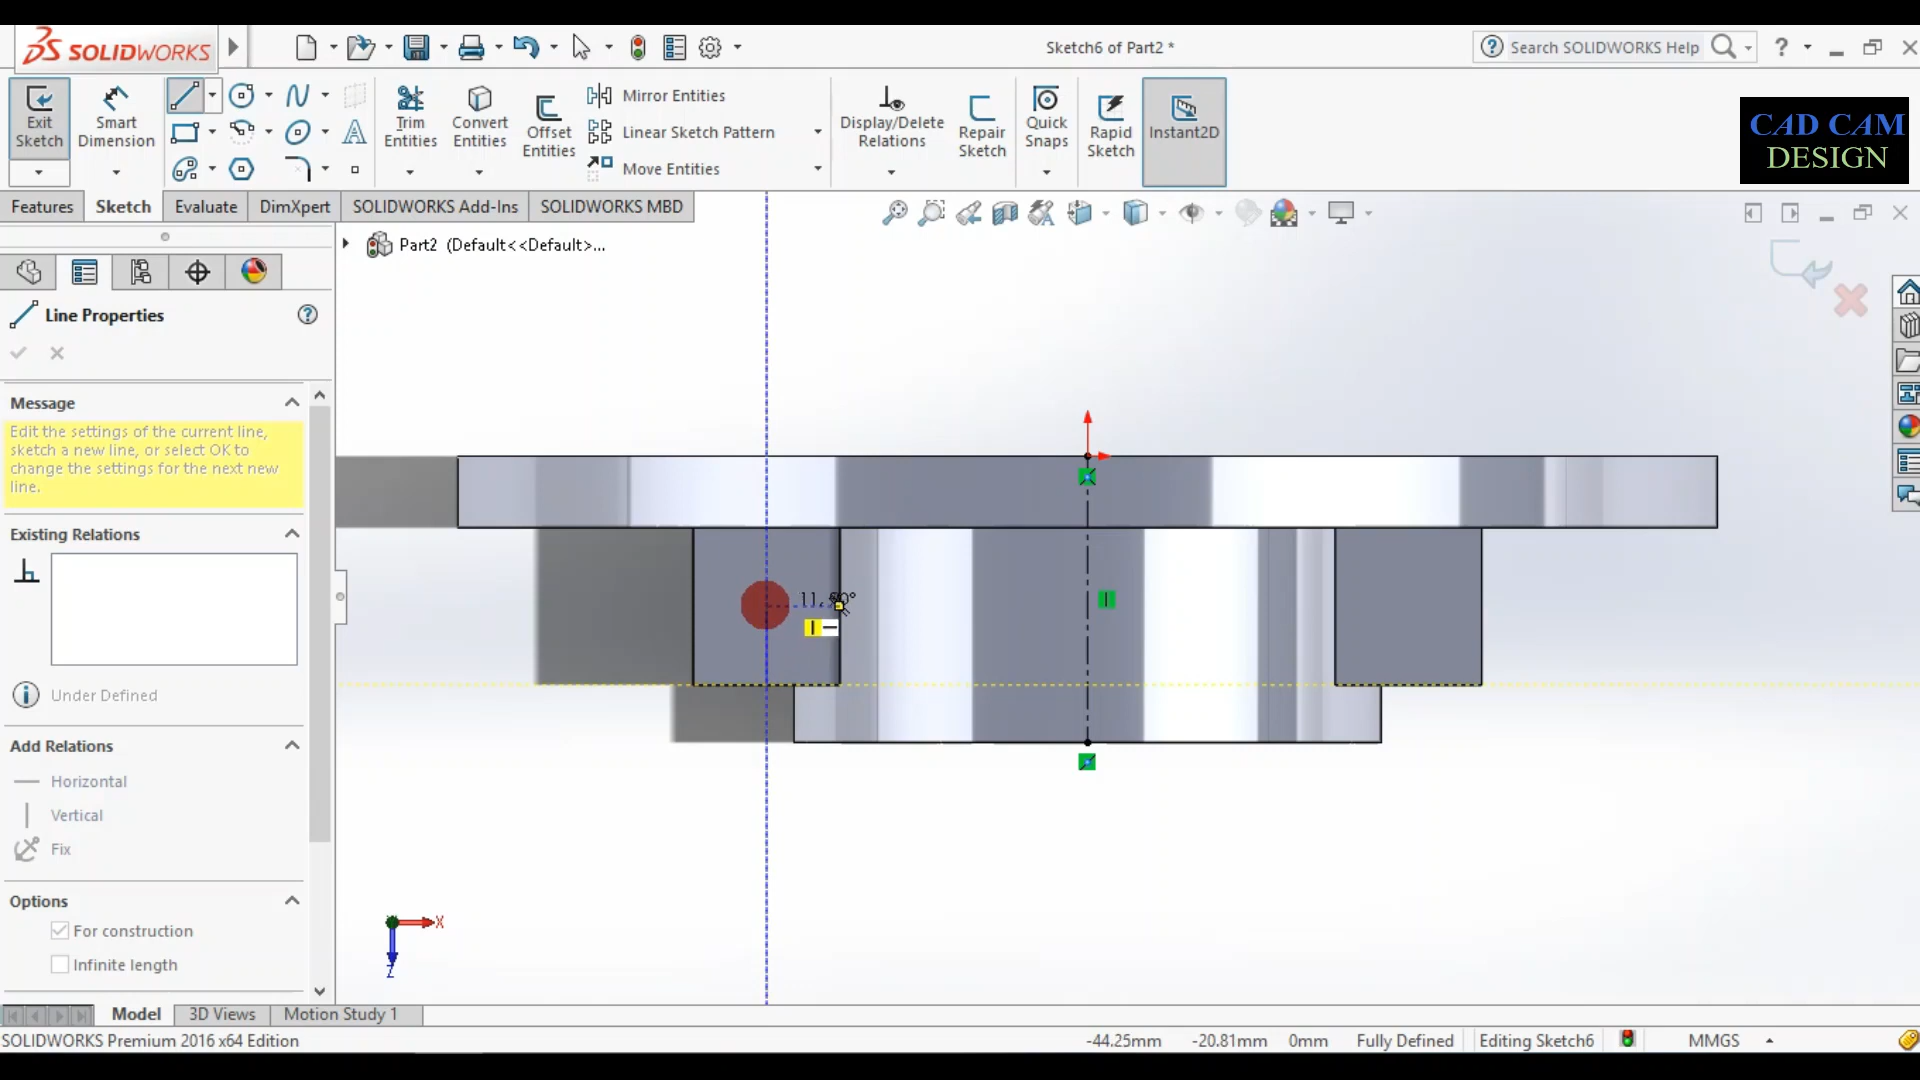 SOLIDWORKS
Sketch6 of Part2 *
Search SOLIDWORKS Help
?
Exit Sketch
Smart Dimension
Trim Entities
Convert Entities
Offset Entities
Mirror Entities
Linear Sketch Pattern
Move Entities
Display/Delete Relations
Repair Sketch
Quick Snaps
Rapid Sketch
Instant2D
CAD CAM
DESIGN
Features
Sketch
Evaluate
DimXpert
SOLIDWORKS Add-Ins
SOLIDWORKS MBD
Part2 (Default<<Default>...
Line Properties
Message
Edit the settings of the current line,
sketch a new line, or select OK to
change the settings for the next new
line.
Existing Relations
Under Defined
Add Relations
Horizontal
Vertical
Fix
Options
For construction
Infinite length
X
Z
Model
3D Views
Motion Study 1
SOLIDWORKS Premium 2016 x64 Edition
-44.25mm
-20.81mm
0mm
Fully Defined
Editing Sketch6
MMGS